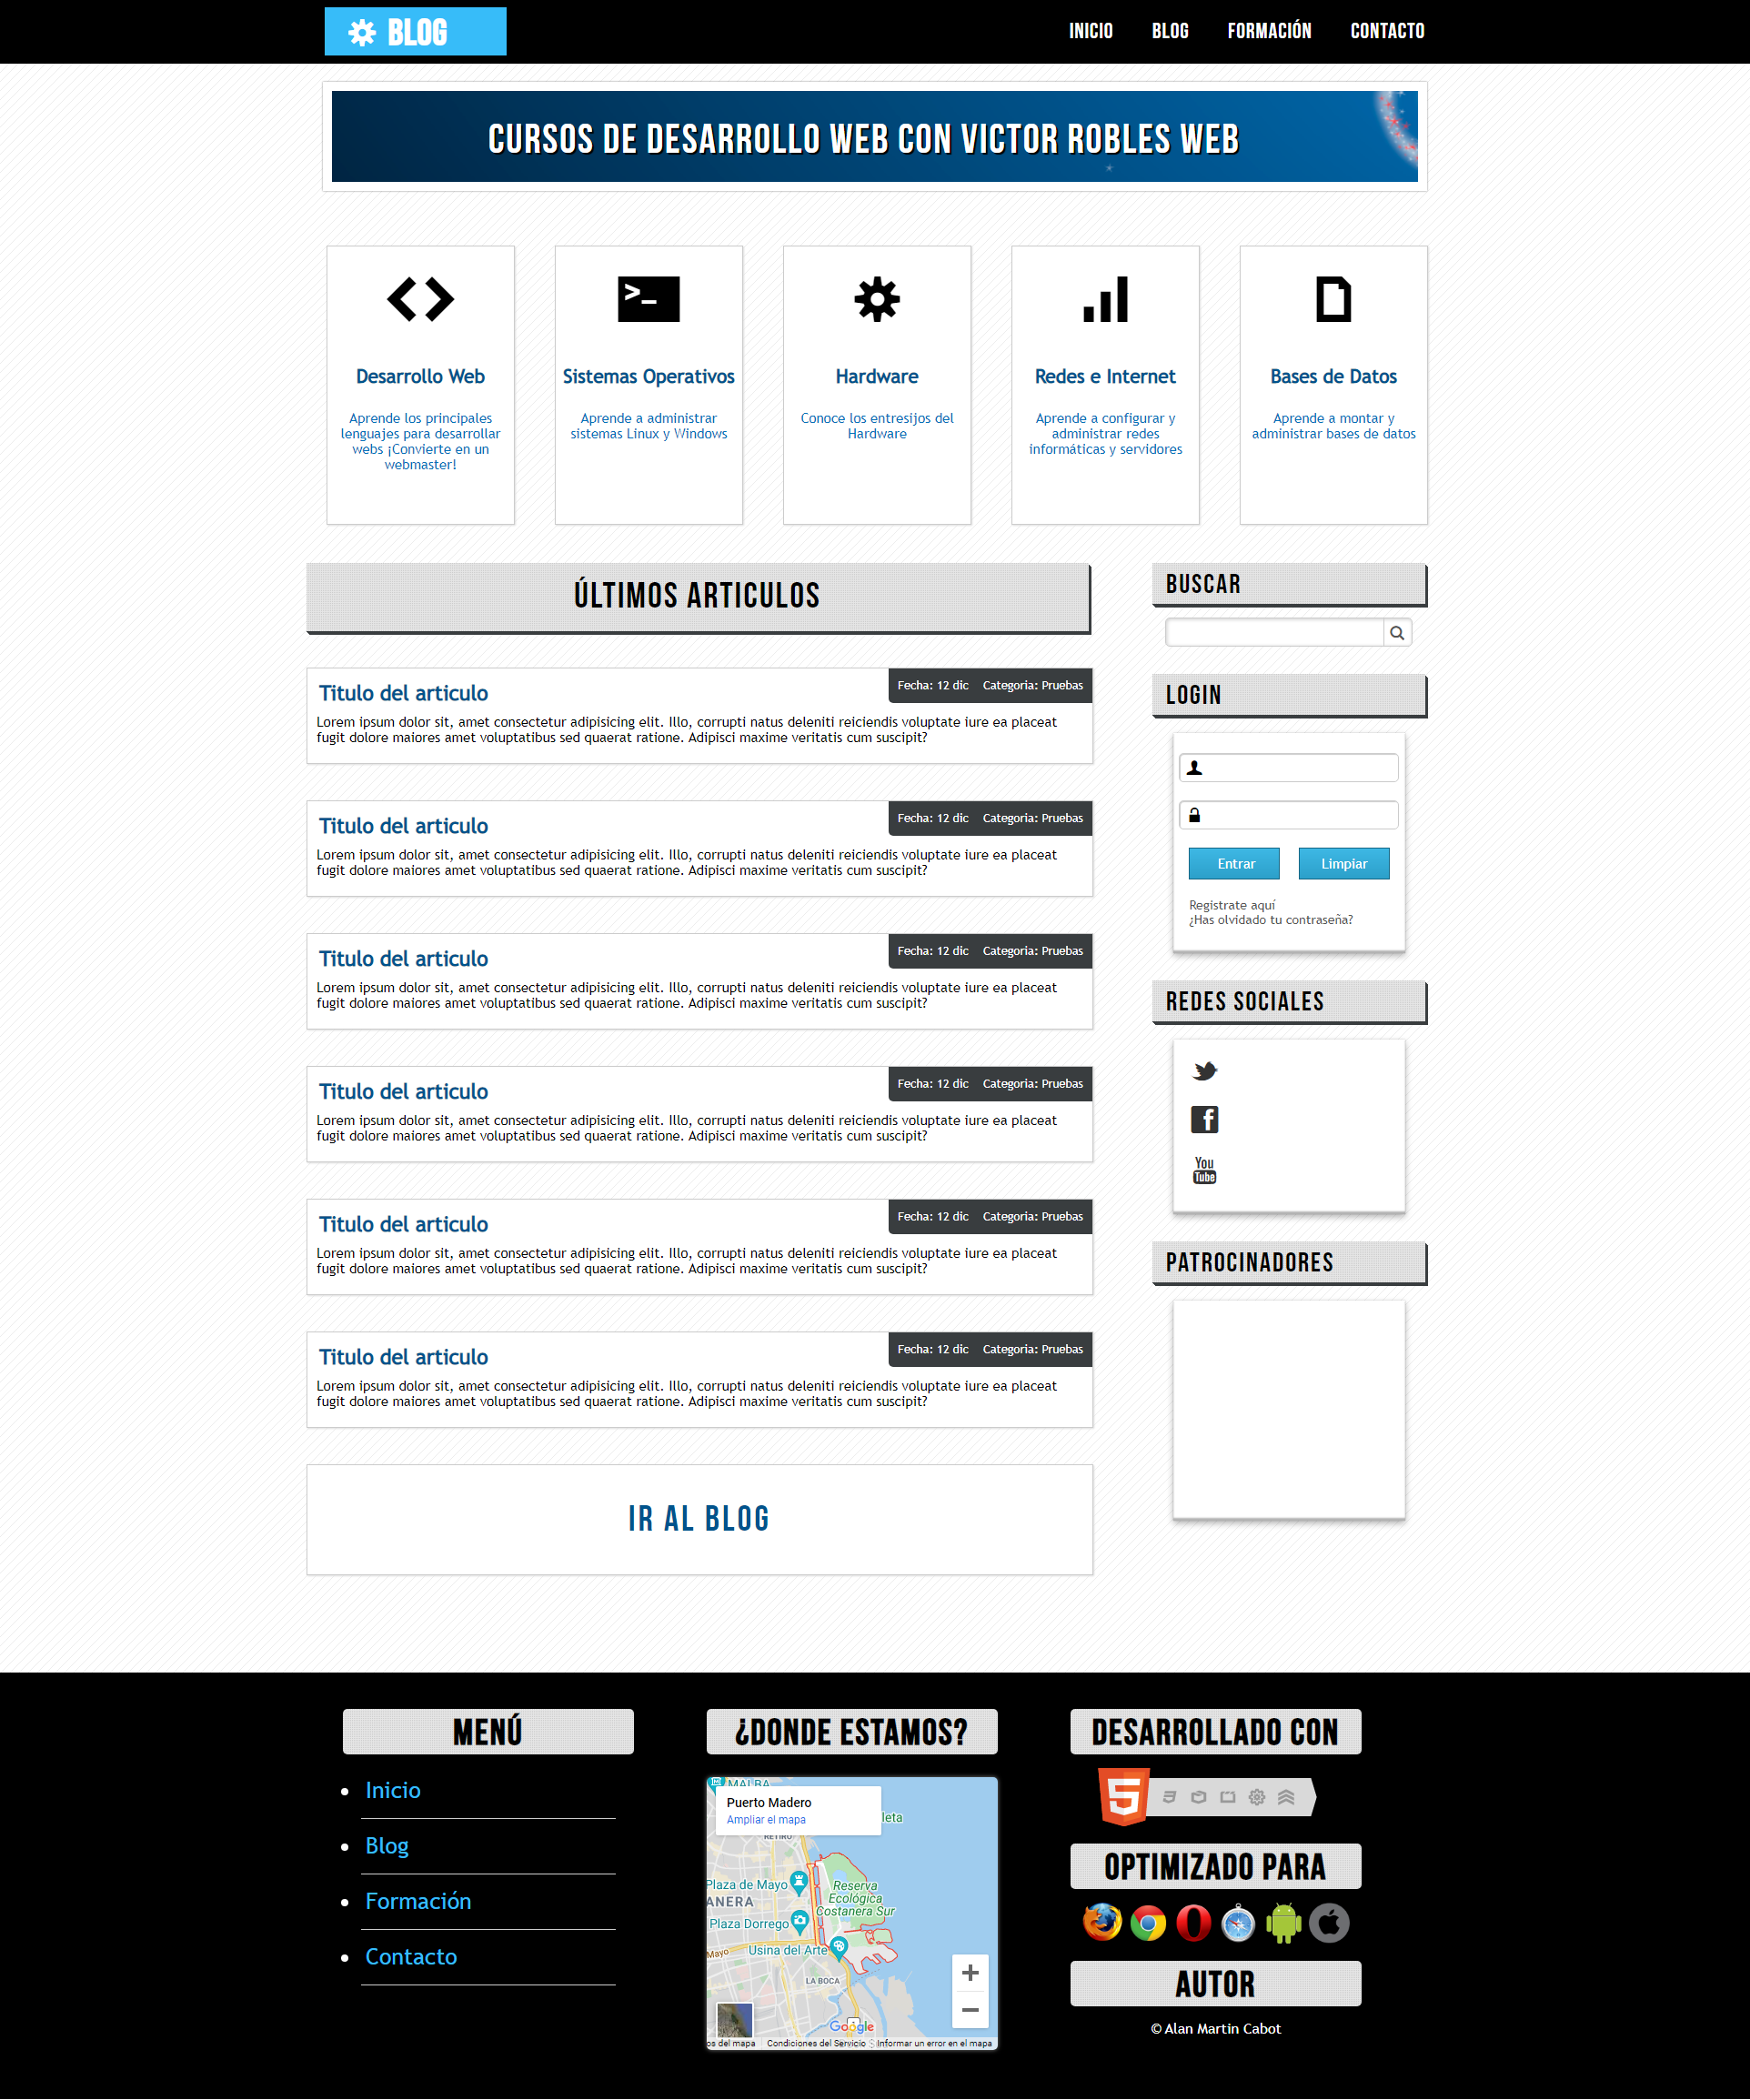 BLOG
INICIO BLOG FORMACIÓN CONTACTO
CURSOS DE DESARROLLO WEB CON VICTOR ROBLES WEB
>_
Desarrollo Web
Aprende los principales
lenguajes para desarrollar
webs ¡Convierte en un
webmaster!
Sistemas Operativos
Aprende a administrar
sistemas Linux y Windows
Hardware
Conoce los entresijos del
Hardware
Redes e Internet
Aprende a configurar y
administrar redes
informáticas y servidores
Bases de Datos
Aprende a montar y
administrar bases de datos
ÚLTIMOS ARTICULOS
Titulo del articulo
Fecha: 12 dic Categoria: Pruebas
Lorem ipsum dolor sit, amet consectetur adipisicing elit. Illo, corrupti natus deleniti reiciendis voluptate iure ea placeat
fugit dolore maiores amet voluptatibus sed quaerat ratione. Adipisci maxime veritatis cum suscipit?
Titulo del articulo
Fecha: 12 dic Categoria: Pruebas
Lorem ipsum dolor sit, amet consectetur adipisicing elit. Illo, corrupti natus deleniti reiciendis voluptate iure ea placeat
fugit dolore maiores amet voluptatibus sed quaerat ratione. Adipisci maxime veritatis cum suscipit?
Titulo del articulo
Fecha: 12 dic Categoria: Pruebas
Lorem ipsum dolor sit, amet consectetur adipisicing elit. Illo, corrupti natus deleniti reiciendis voluptate iure ea placeat
fugit dolore maiores amet voluptatibus sed quaerat ratione. Adipisci maxime veritatis cum suscipit?
Titulo del articulo
Fecha: 12 dic Categoria: Pruebas
Lorem ipsum dolor sit, amet consectetur adipisicing elit. Illo, corrupti natus deleniti reiciendis voluptate iure ea placeat
fugit dolore maiores amet voluptatibus sed quaerat ratione. Adipisci maxime veritatis cum suscipit?
Titulo del articulo
Fecha: 12 dic Categoria: Pruebas
Lorem ipsum dolor sit, amet consectetur adipisicing elit. Illo, corrupti natus deleniti reiciendis voluptate iure ea placeat
fugit dolore maiores amet voluptatibus sed quaerat ratione. Adipisci maxime veritatis cum suscipit?
Titulo del articulo
Fecha: 12 dic Categoria: Pruebas
Lorem ipsum dolor sit, amet consectetur adipisicing elit. Illo, corrupti natus deleniti reiciendis voluptate iure ea placeat
fugit dolore maiores amet voluptatibus sed quaerat ratione. Adipisci maxime veritatis cum suscipit?
IR AL BLOG
BUSCAR
LOGIN
Entrar Limpiar
Registrate aquí
¿Has olvidado tu contraseña?
REDES SOCIALES
You
Tube
PATROCINADORES
MENÚ
Inicio
Blog
Formación
Contacto
¿DONDE ESTAMOS?
MALBA
Puerto Madero
Ampliar el mapa
leta
RETIRO
Plaza de Mayo
ANERA
Reserva
Ecológica
Costanera Sur
Plaza Dorrego
Mayo
Usina del Arte
LA BOCA
Google
os del mapa Condiciones del Servicio Informar un error en el mapa
DESARROLLADO CON
5
OPTIMIZADO PARA
AUTOR
© Alan Martin Cabot